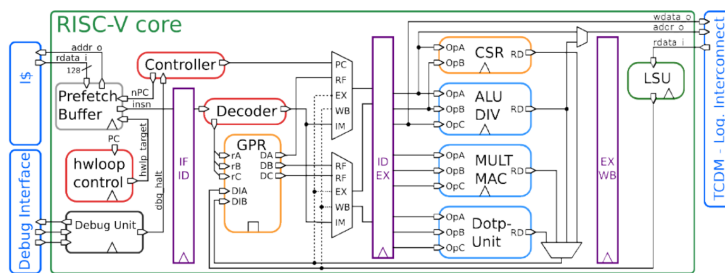 RISC-V core
wdata_o
addr_o
rdata_i
I$
addr_o
rdata_i
128
Prefetch
Buffer
nPC
insn
Controller
PC
hwloop
control
hwlp_target
dbg_halt
Debug Interface
Debug Unit
IF
ID
Decoder
GPR
rA
rB
rC
DIA
DIB
DA
DB
DC
PC
RF
EX
WB
IM
RF
RF
EX
WB
IM
ID
EX
OpA
OpB
CSR
RD
OpA
OpB
OpC
ALU
DIV
OpA
OpB
OpC
MULT
MAC
OpA
OpB
OpC
Dotp-
Unit
RD
EX
WB
LSU
TCDM - Log. Interconnect